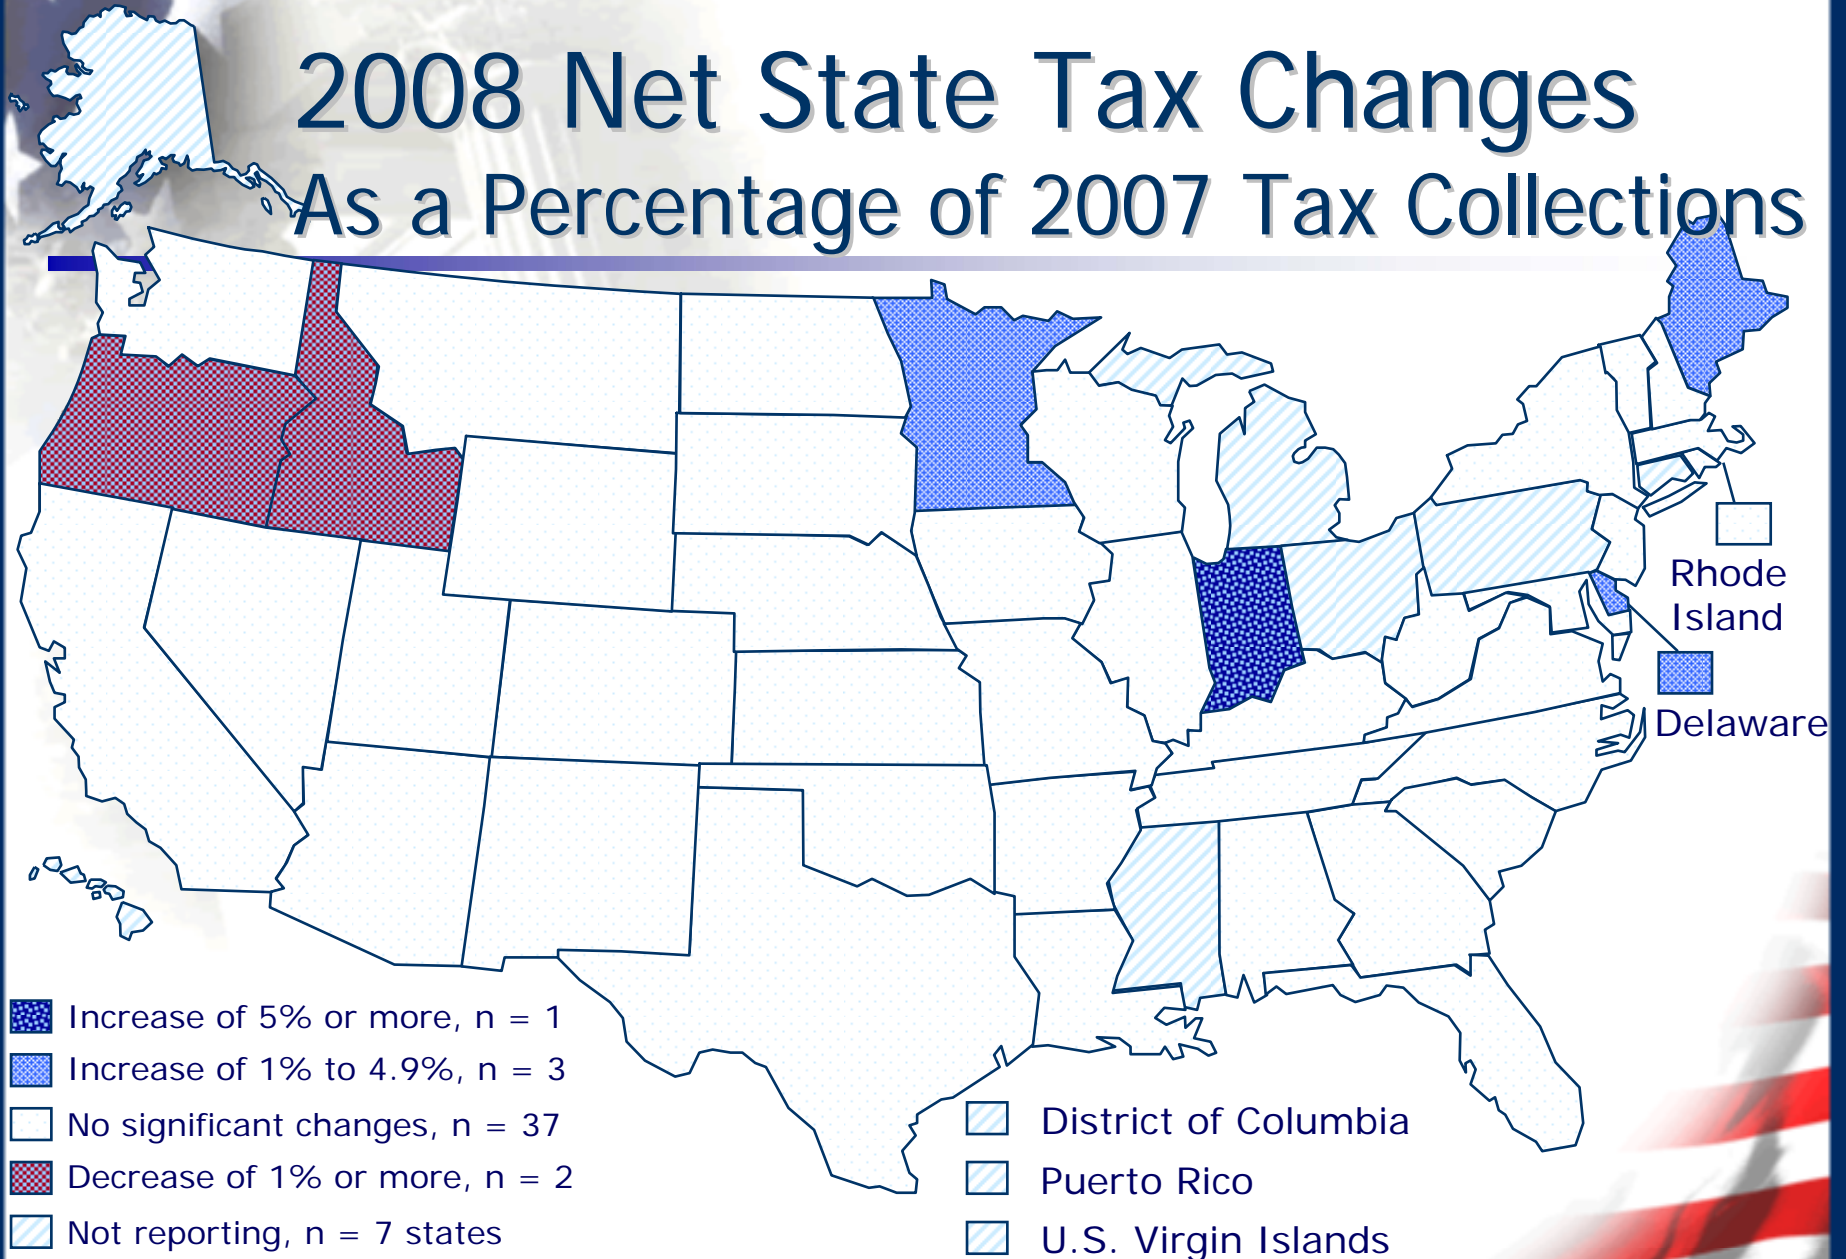 2008 Net State Tax Changes
As a Percentage of 2007 Tax Collections
Rhode
Island
Delaware
Increase of 5% or more, n = 1
Increase of 1% to 4.9%, n = 3
No significant changes, n = 37
Decrease of 1% or more, n = 2
Not reporting, n = 7 states
District of Columbia
Puerto Rico
U.S. Virgin Islands